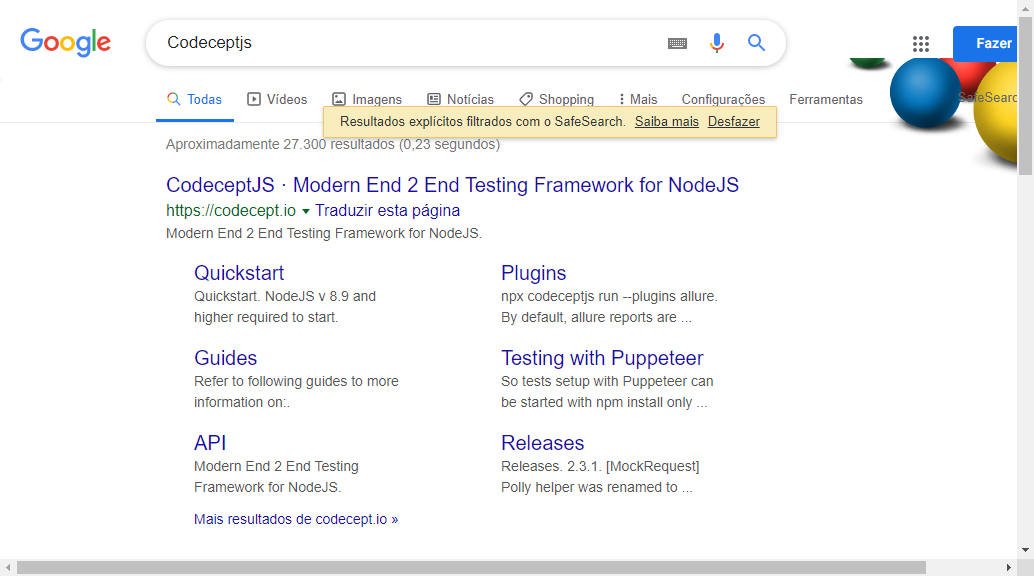 Google
Codeceptjs
Fazer
Todas
Vídeos
Imagens
Notícias
Shopping
Mais
Configurações
Ferramentas
SafeSearc
Resultados explícitos filtrados com o SafeSearch. Saiba mais Desfazer
Aproximadamente 27.300 resultados (0,23 segundos)
CodeceptJS · Modern End 2 End Testing Framework for NodeJS
https://codecept.io Traduzir esta página
Modern End 2 End Testing Framework for NodeJS.
Quickstart
Quickstart. NodeJS v 8.9 and
higher required to start.
Plugins
npx codeceptjs run --plugins allure.
By default, allure reports are ...
Guides
Refer to following guides to more
information on:.
Testing with Puppeteer
So tests setup with Puppeteer can
be started with npm install only ...
API
Modern End 2 End Testing
Framework for NodeJS.
Releases
Releases. 2.3.1. [MockRequest]
Polly helper was renamed to ...
Mais resultados de codecept.io »